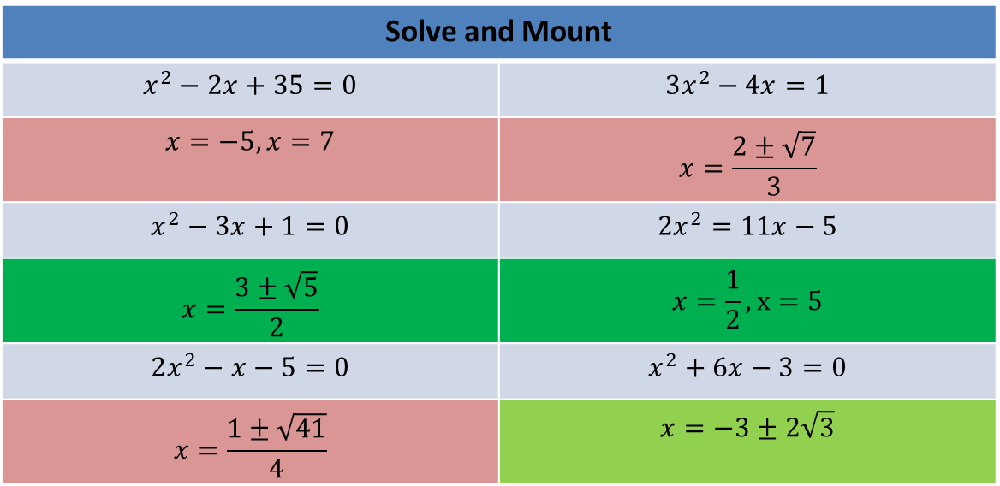 Solve and Mount
x² − 2x + 35 = 0
3x² − 4x = 1
x = −5, x = 7
x = (2 ± √7)/3
x² − 3x + 1 = 0
2x² = 11x − 5
x = (3 ± √5)/2
x = 1/2, x = 5
2x² − x − 5 = 0
x² + 6x − 3 = 0
x = (1 ± √41)/4
x = −3 ± 2√3